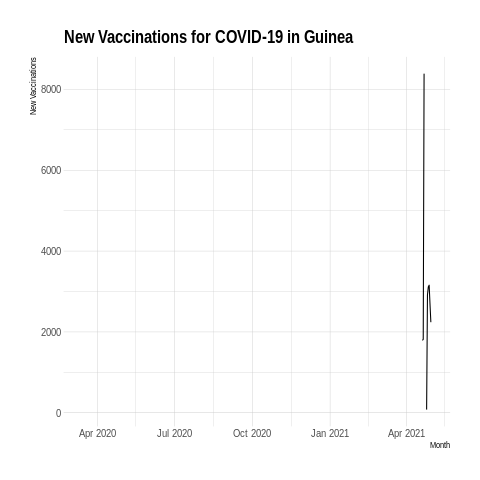 New Vaccinations for COVID-19 in Guinea
New Vaccinations
8000
6000
4000
2000
0
Apr 2020 Jul 2020 Oct 2020 Jan 2021 Apr 2021
Month